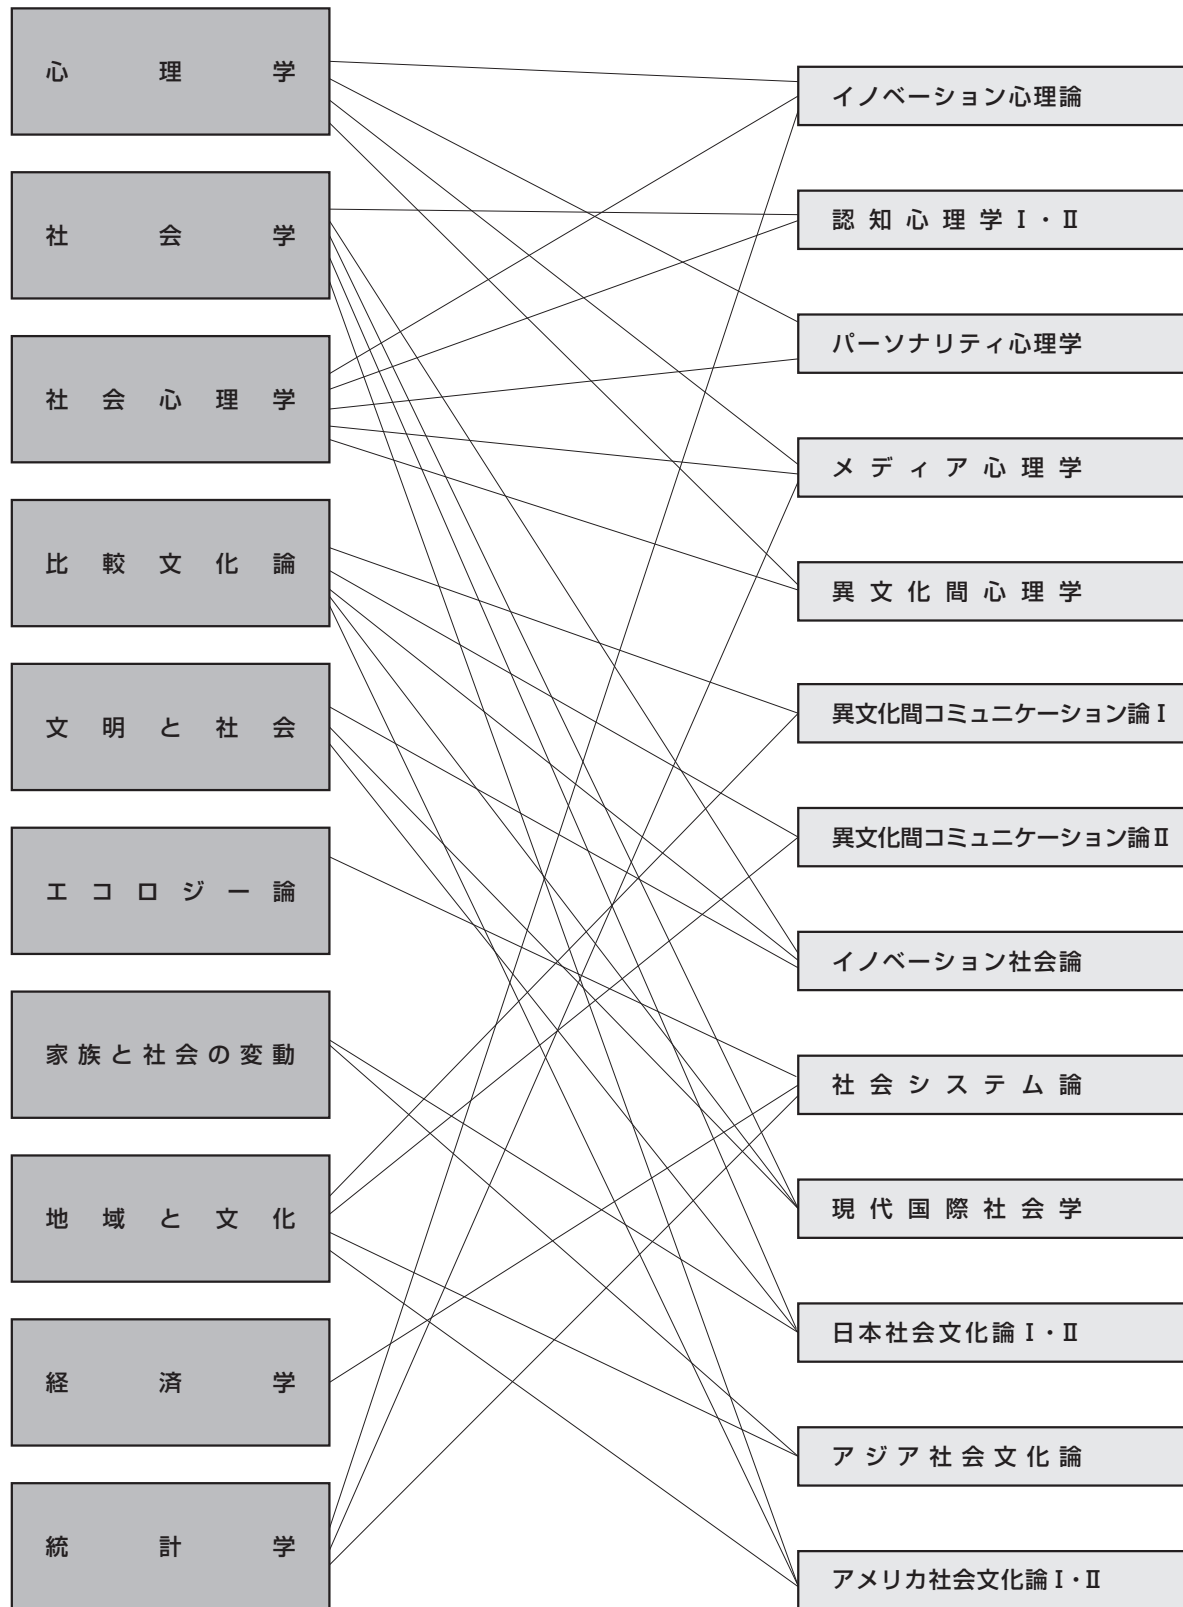 心理学
社会学
社会心理学
比較文化論
文明と社会
エコロジー論
家族と社会の変動
地域と文化
経済学
統計学
イノベーション心理論
認知心理学Ⅰ・Ⅱ
パーソナリティ心理学
メディア心理学
異文化間心理学
異文化間コミュニケーション論Ⅰ
異文化間コミュニケーション論Ⅱ
イノベーション社会論
社会システム論
現代国際社会学
日本社会文化論Ⅰ・Ⅱ
アジア社会文化論
アメリカ社会文化論Ⅰ・Ⅱ